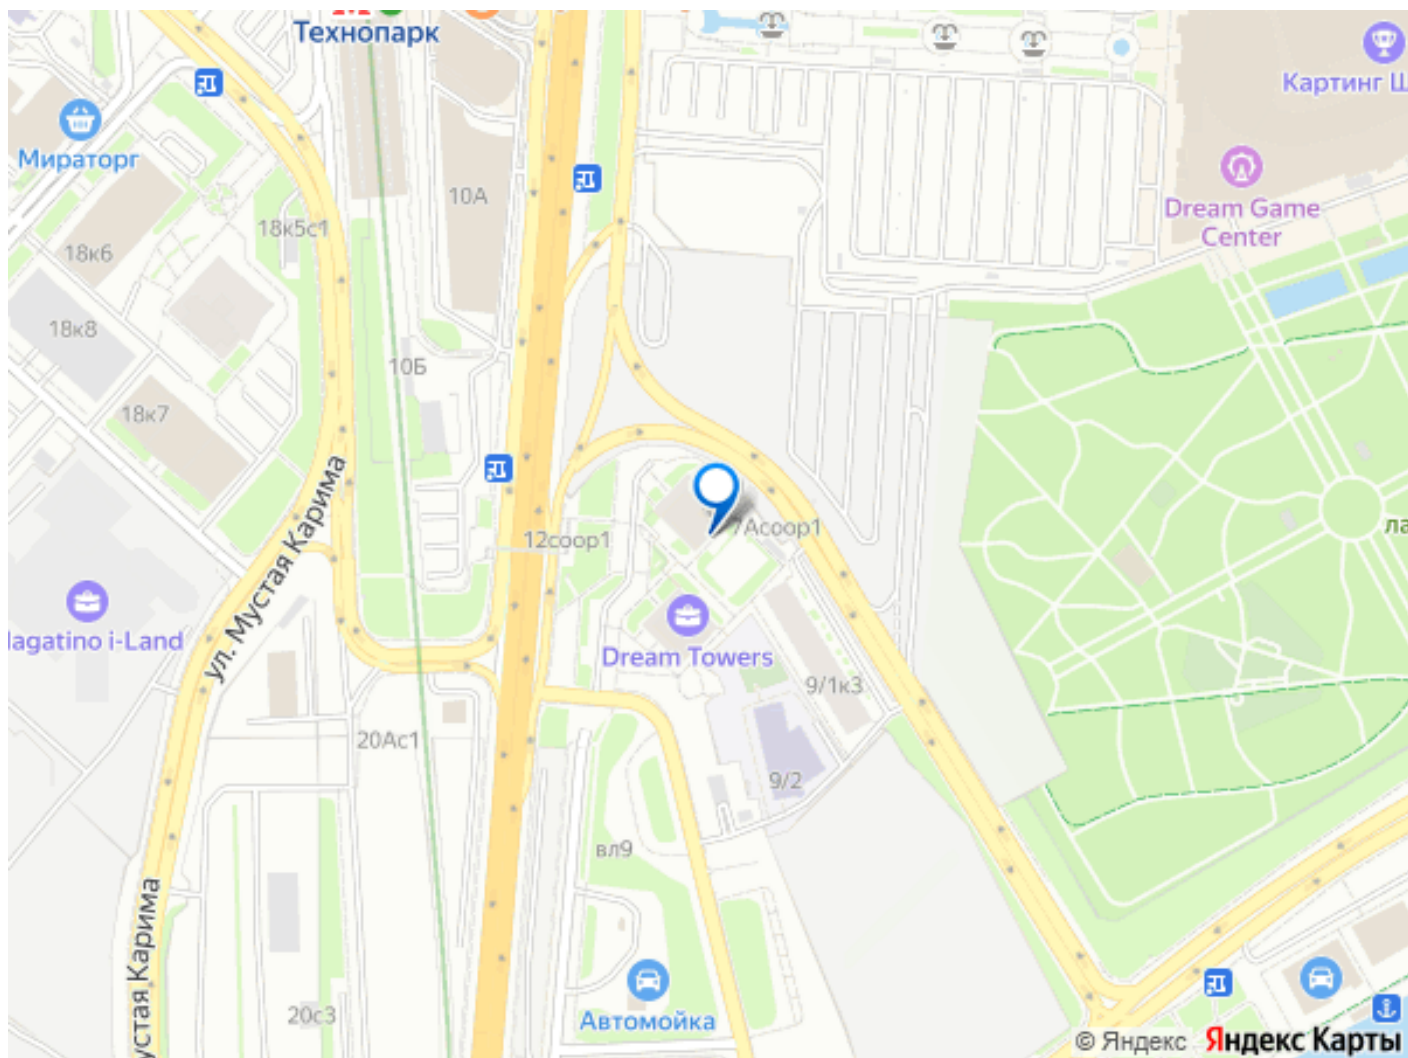 Технопарк
Картинг Ш
Мираторг
10А
Dream Game
Center
18к5с1
18к6
18к8
10Б
18к7
ул. Мустая Карима
7Асоор1
12соор1
ла
lagatino i-Land
Dream Towers
9/1к3
20Ас1
9/2
вл9
устая Карима
20с3
Автомойка
© Яндекс Яндекс Карты